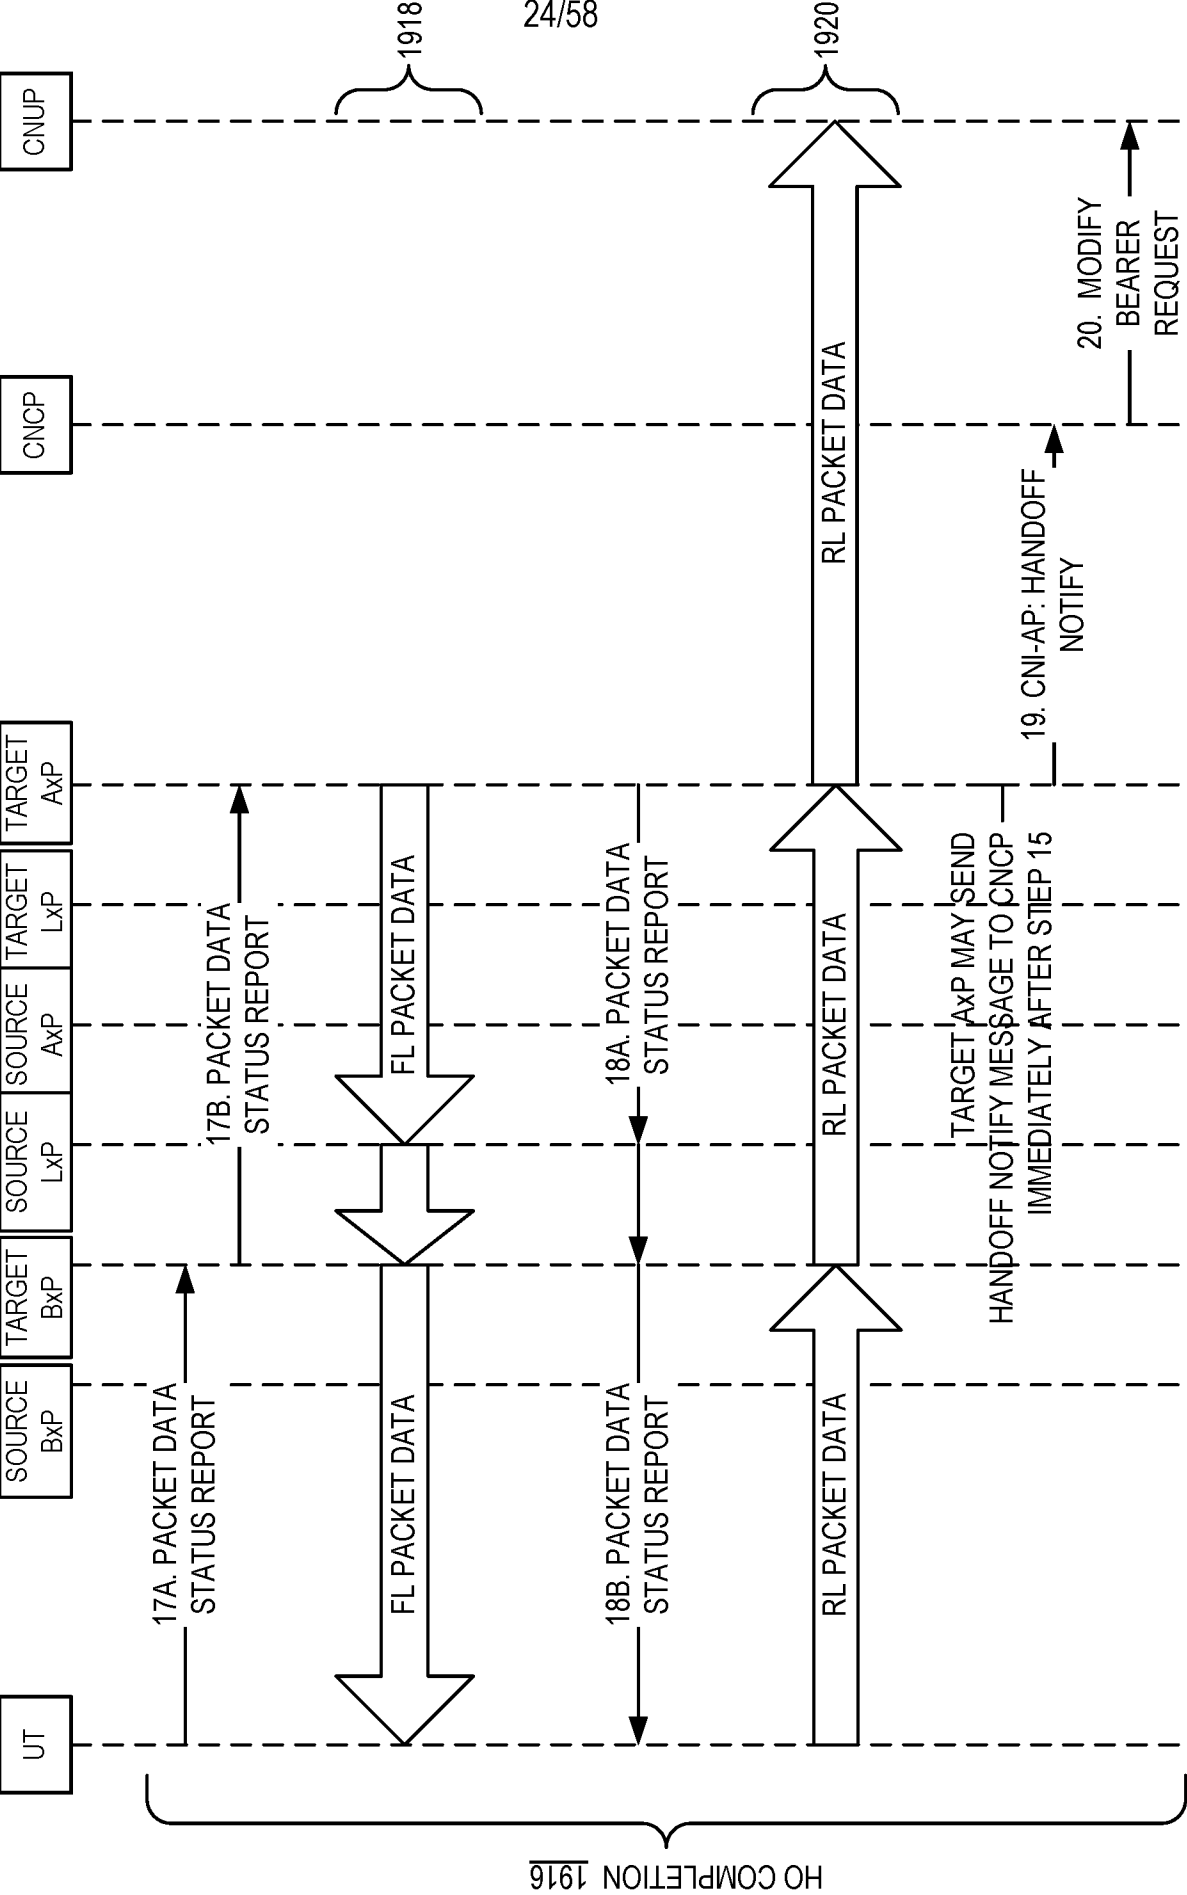 24/58
UT
SOURCE
BxP
TARGET
BxP
SOURCE
LxP
SOURCE
AxP
TARGET
LxP
TARGET
AxP
CNCP
CNUP
HO COMPLETION 1916
17A. PACKET DATA
STATUS REPORT
17B. PACKET DATA
STATUS REPORT
FL PACKET DATA
FL PACKET DATA
1918
18A. PACKET DATA
STATUS REPORT
18B. PACKET DATA
STATUS REPORT
RL PACKET DATA
RL PACKET DATA
RL PACKET DATA
1920
TARGET AxP MAY SEND
HANDOFF NOTIFY MESSAGE TO CNCP
IMMEDIATELY AFTER STEP 15
19. CNI-AP: HANDOFF
NOTIFY
20. MODIFY
BEARER
REQUEST